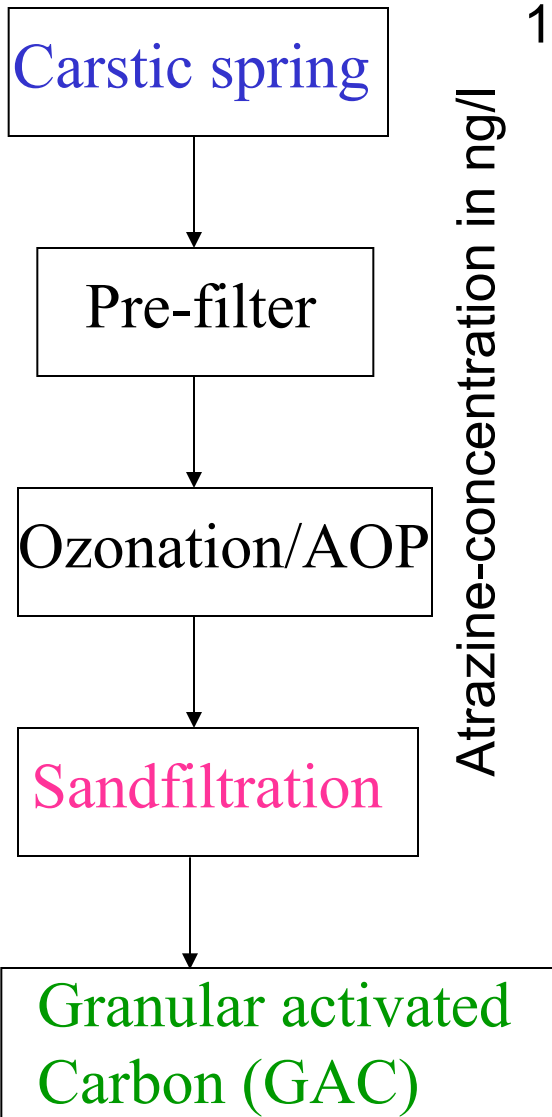 Carstic spring
1
Atrazine-concentration in ng/l
Pre-filter
Ozonation/AOP
Sandfiltration
Granular activated
Carbon (GAC)